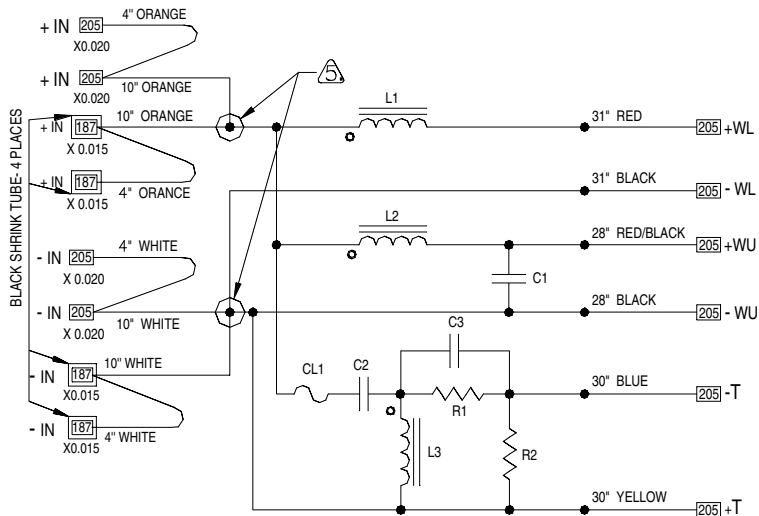 4" ORANGE
+ IN 205
X0.020
+ IN 205
X0.020
10" ORANGE
5.
L1
10" ORANGE
31" RED
+ IN 187
205 +WL
X 0.015
BLACK SHRINK TUBE- 4 PLACES
+ IN 187
X 0.015
4" ORANCE
31" BLACK
205 - WL
L2
28" RED/BLACK
205 +WU
4" WHITE
- IN 205
X 0.020
C1
- IN 205
X 0.020
10" WHITE
28" BLACK
205 - WU
C3
10" WHITE
CL1
C2
- IN 187
X0.015
R1
30" BLUE
205 -T
- IN 187
X0.015
4" WHITE
L3
R2
30" YELLOW
205 +T